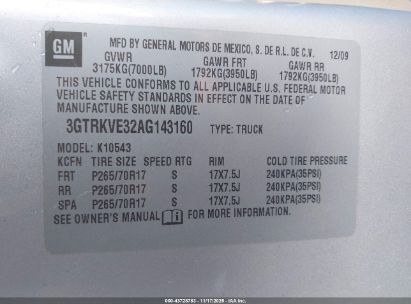 GM
MFD BY GENERAL MOTORS DE MEXICO, S. DE R.L. DE C.V. 12/09
GVWR GAWR FRT GAWR RR
3175KG(7000LB) 1792KG(3950LB) 1792KG(3950LB)
THIS VEHICLE CONFORMS TO ALL APPLICABLE U.S. FEDERAL MOTOR
VEHICLE SAFETY STANDARDS IN EFFECT ON THE DATE OF
MANUFACTURE SHOWN ABOVE.
3GTRKVE32AG143160 TYPE: TRUCK
MODEL: K10543
KCFN TIRE SIZE SPEED RTG RIM COLD TIRE PRESSURE
FRT P265/70R17 S 17X7.5J 240KPA(35PSI)
RR P265/70R17 S 17X7.5J 240KPA(35PSI)
SPA P265/70R17 S 17X7.5J 240KPA(35PSI)
SEE OWNER'S MANUAL FOR MORE INFORMATION.